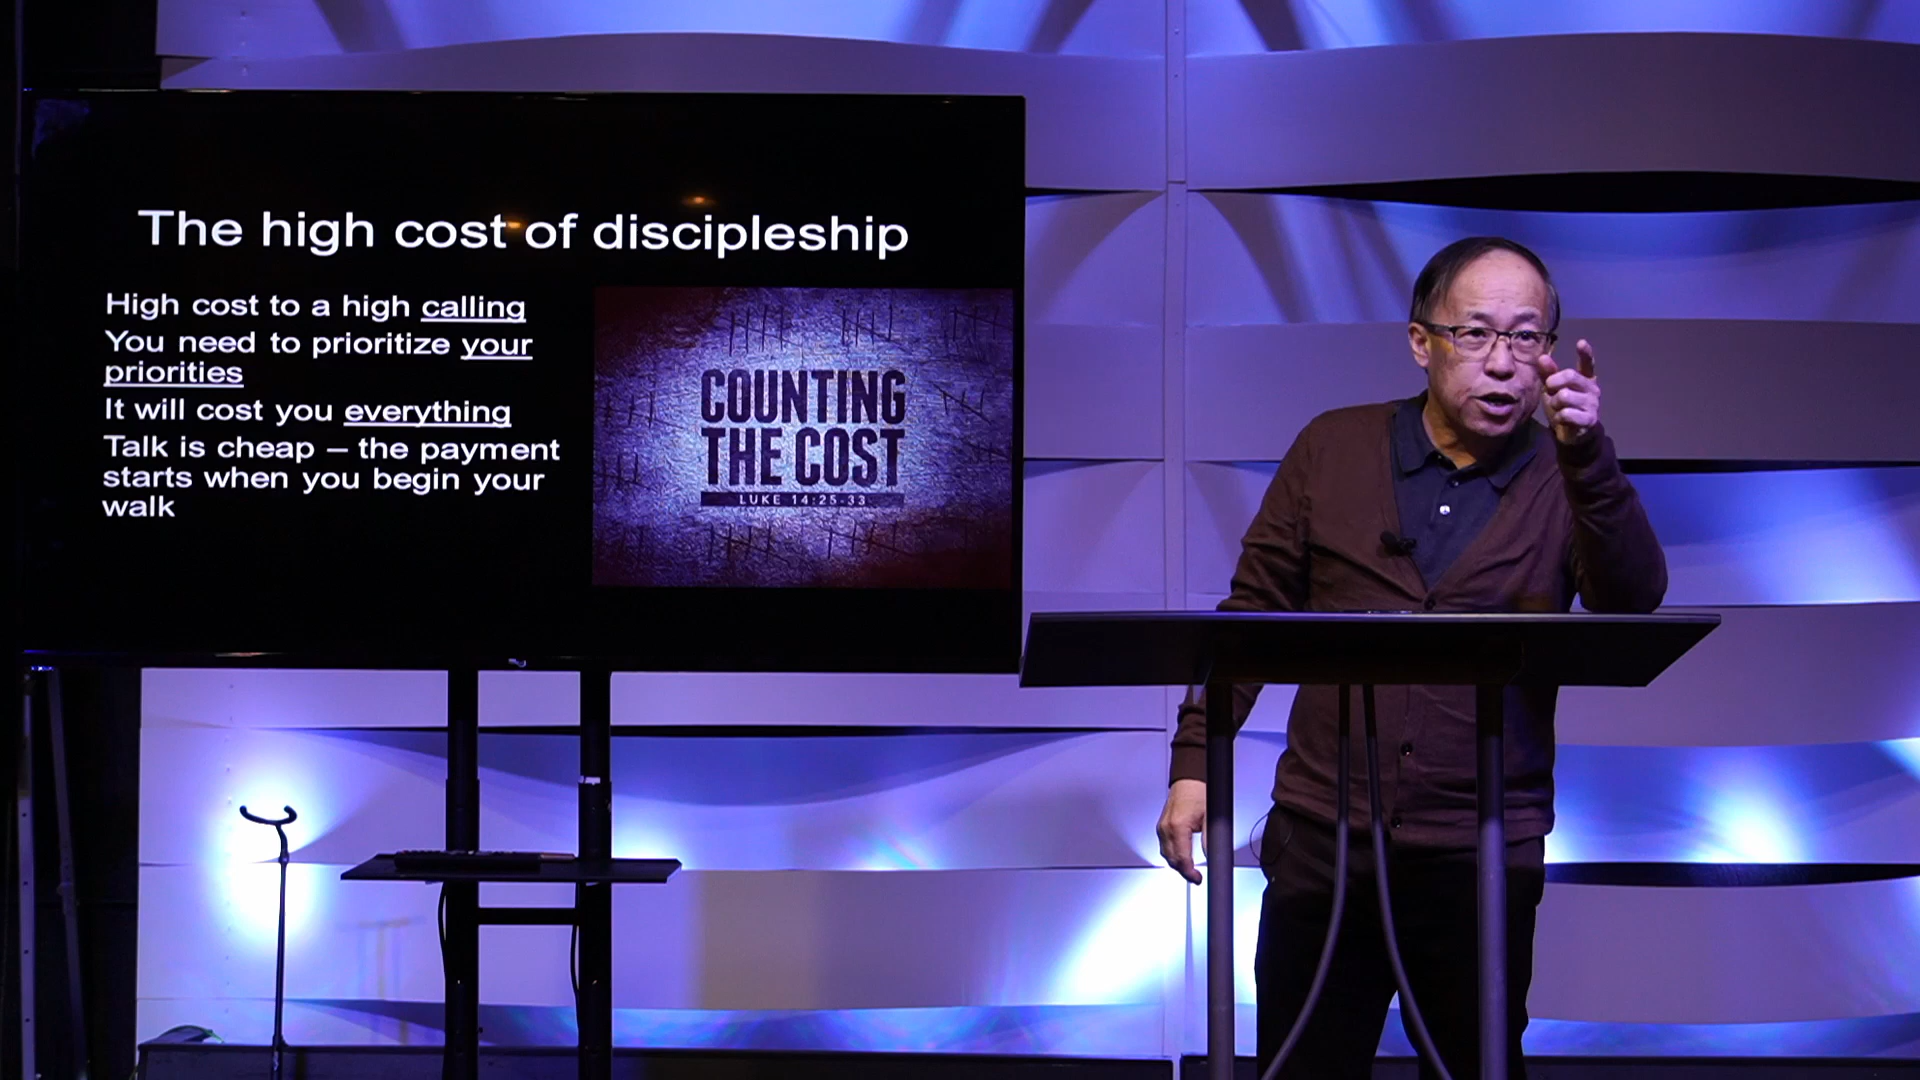 The high cost of discipleship
High cost to a high calling
You need to prioritize your
priorities
It will cost you everything
Talk is cheap – the payment
starts when you begin your
walk
COUNTING
THE COST
LUKE 14:25-33